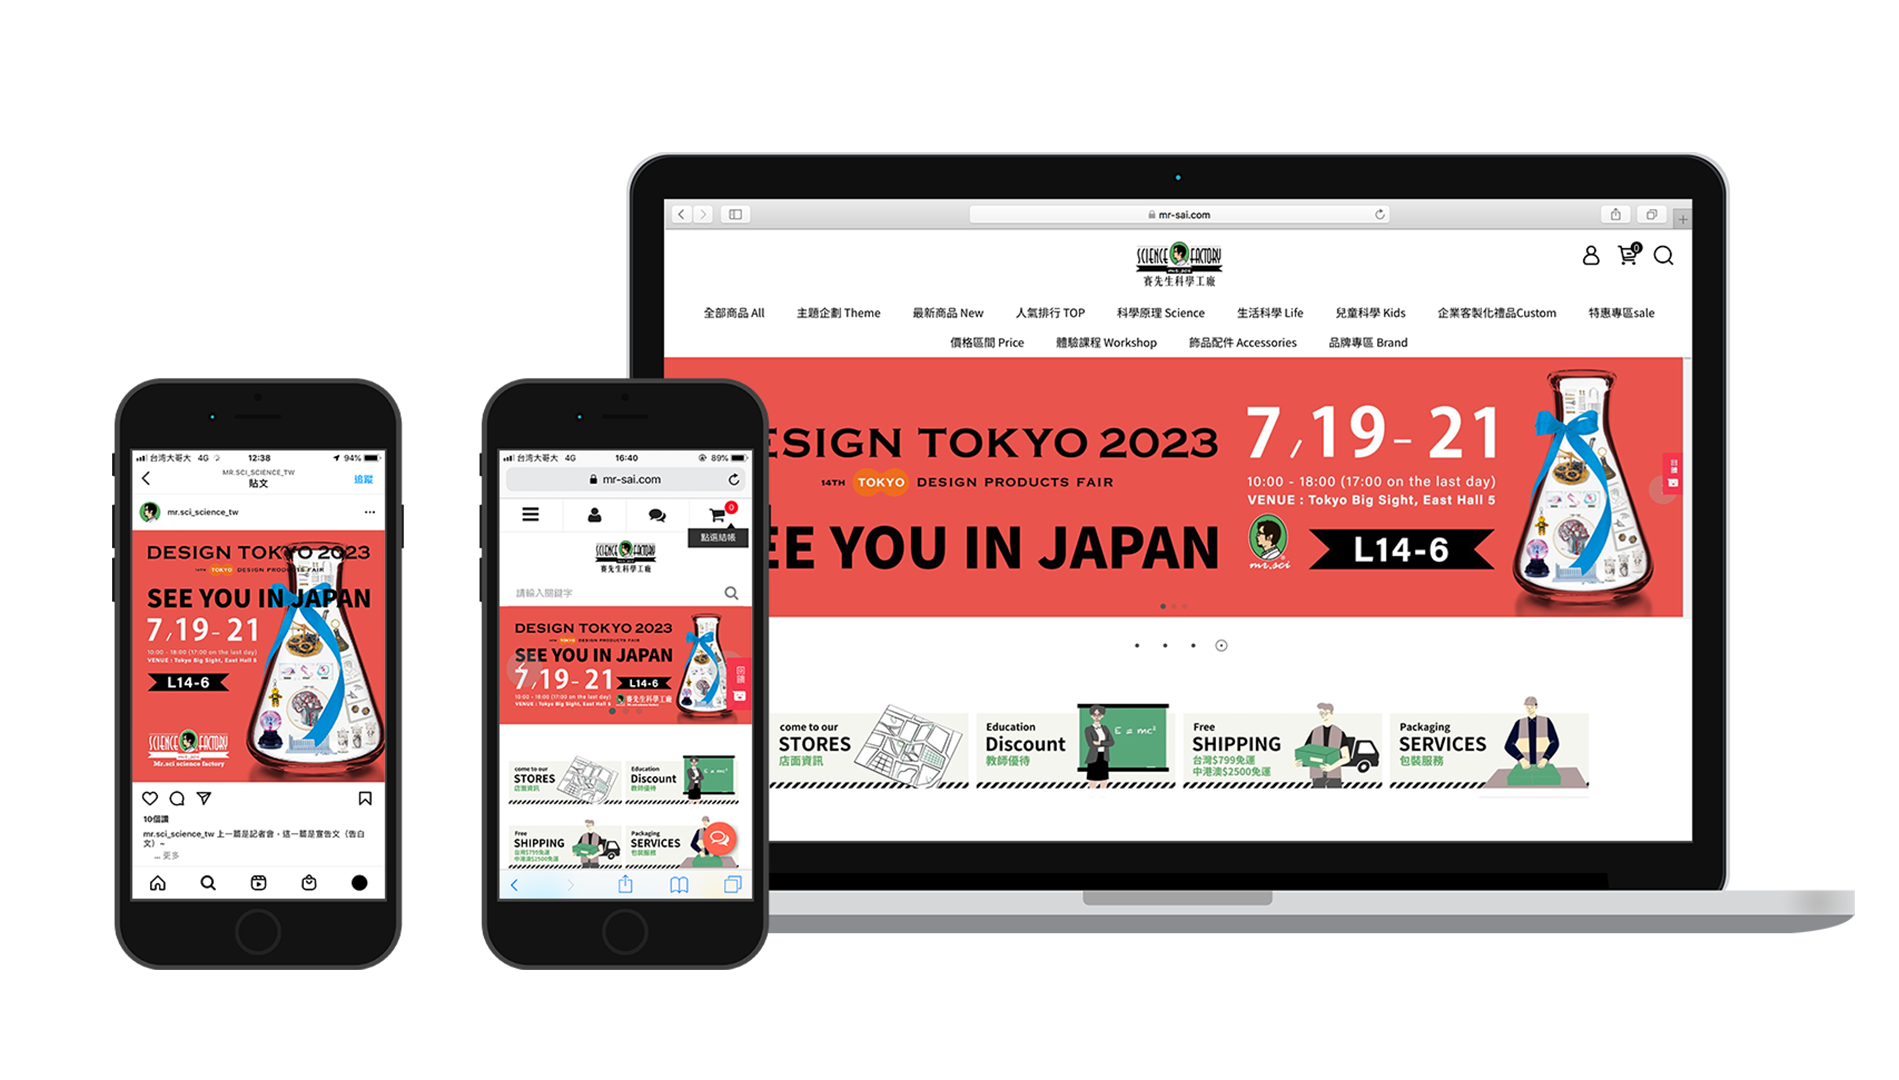 台湾大哥大 4G 12:38 94%
MR.SCI_SCIENCE_TW
貼文
追蹤
mr.sci_science_tw
DESIGN TOKYO 2023
14TH TOKYO DESIGN PRODUCTS FAIR
SEE YOU IN JAPAN
7/19-21
10:00 - 18:00 (17:00 on the last day)
VENUE : Tokyo Big Sight, East Hall 5
L14-6
SCIENCE FACTORY
Mr.sci science factory
10個讚
mr.sci_science_tw 上一篇是記者會，這一篇是宣告文（告白
文）~
... 更多
台湾大哥大 4G 16:40 89%
mr-sai.com
0
點選結帳
SCIENCE FACTORY
賽先生科學工廠
請輸入關鍵字
DESIGN TOKYO 2023
14TH TOKYO DESIGN PRODUCTS FAIR
SEE YOU IN JAPAN
7/19-21 L14-6
10:00 - 18:00 (17:00 on the last day)
VENUE : Tokyo Big Sight, East Hall 5
賽先生科學工廠
come to our
STORES
店面資訊
Education
Discount
教師優待
E = mc²
Free
SHIPPING
台灣$799免運
中港澳$2500免運
Packaging
SERVICES
包裝服務
mr-sai.com
SCIENCE FACTORY
mr.sci
賽先生科學工廠
0
全部商品 All 主題企劃 Theme 最新商品 New 人氣排行 TOP 科學原理 Science 生活科學 Life 兒童科學 Kids 企業客製化禮品Custom 特惠專區sale
價格區間 Price 體驗課程 Workshop 飾品配件 Accessories 品牌專區 Brand
ESIGN TOKYO 2023
14TH TOKYO DESIGN PRODUCTS FAIR
EE YOU IN JAPAN
7/19-21
10:00 - 18:00 (17:00 on the last day)
VENUE : Tokyo Big Sight, East Hall 5
mr.sci
L14-6
come to our
STORES
店面資訊
Education
Discount
教師優待
E = mc²
Free
SHIPPING
台灣$799免運
中港澳$2500免運
Packaging
SERVICES
包裝服務